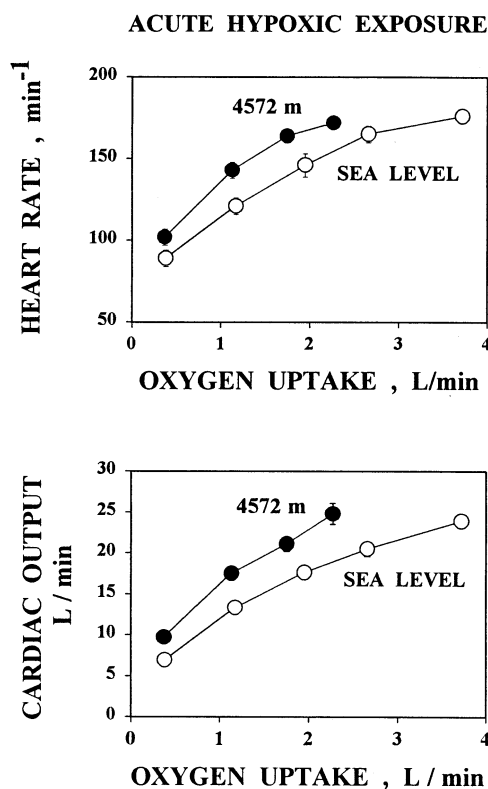 ACUTE HYPOXIC EXPOSURE
HEART RATE , min⁻¹
200
150
100
50
4572 m
SEA LEVEL
0 1 2 3 4
OXYGEN UPTAKE , L/min
CARDIAC OUTPUT
L / min
30
25
20
15
10
5
0
4572 m
SEA LEVEL
0 1 2 3 4
OXYGEN UPTAKE , L / min